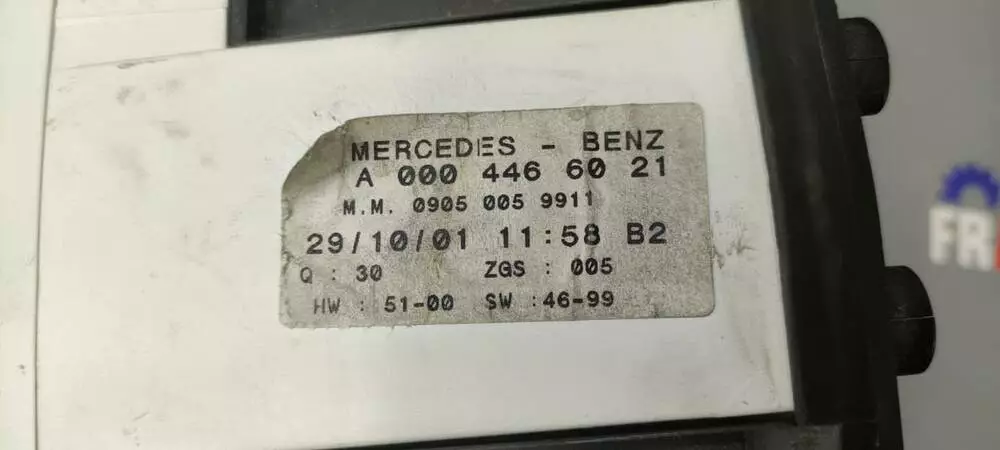 MERCEDES - BENZ
A 000 446 60 21
M.M. 0905 005 9911
29/10/01 11:58 B2
Q : 30 ZGS : 005
HW : 51-00 SW :46-99